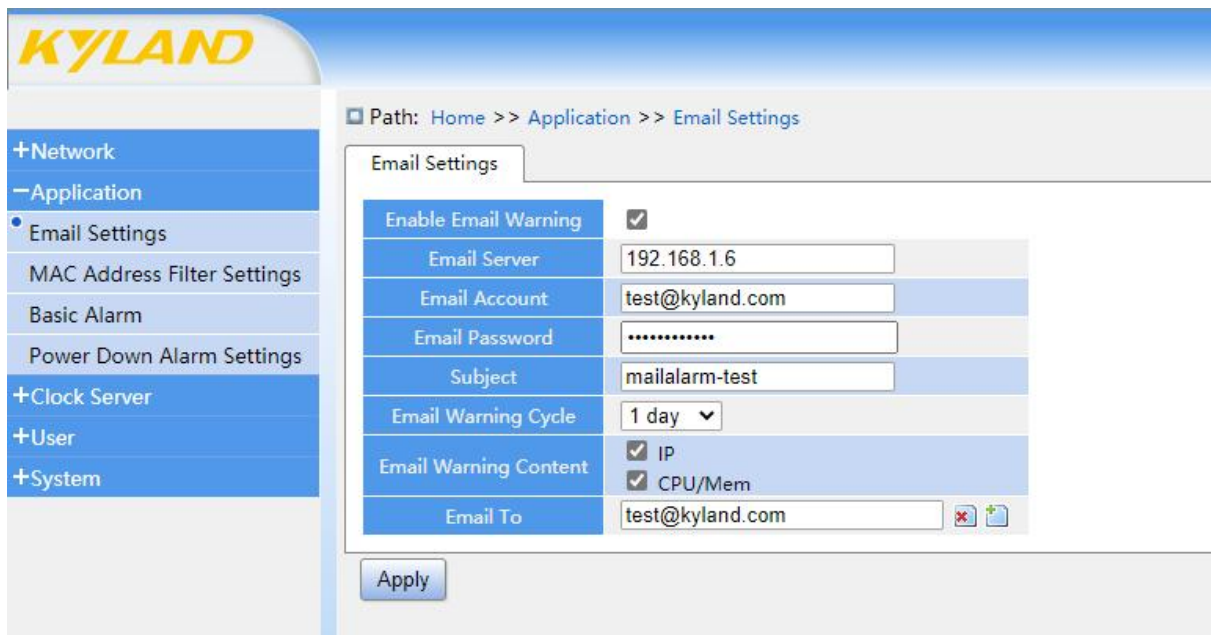 KYLAND
Path: Home >> Application >> Email Settings
+Network
−Application
Email Settings
MAC Address Filter Settings
Basic Alarm
Power Down Alarm Settings
+Clock Server
+User
+System
Email Settings
Enable Email Warning
Email Server 192.168.1.6
Email Account test@kyland.com
Email Password ••••••••••••
Subject mailalarm-test
Email Warning Cycle 1 day
Email Warning Content IP
CPU/Mem
Email To test@kyland.com
Apply